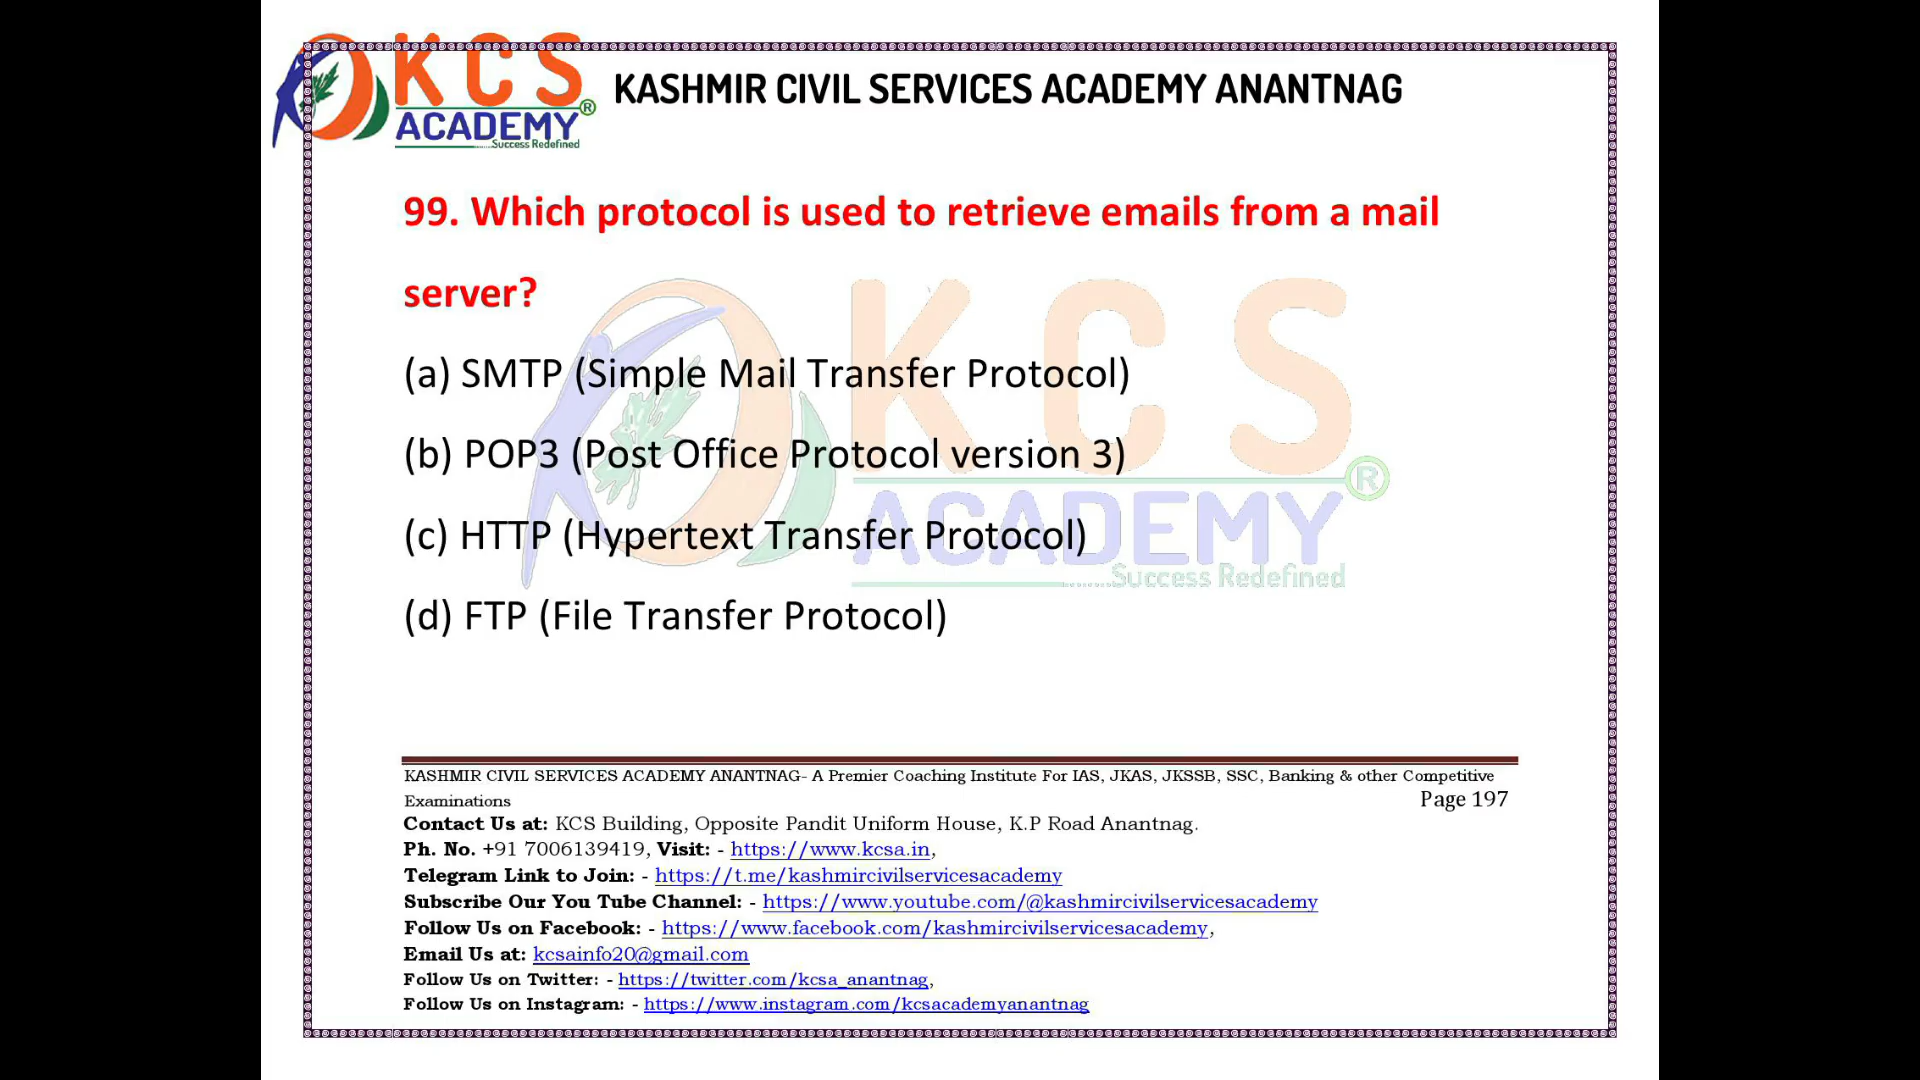 KCS
ACADEMY®
......Success Redefined
KASHMIR CIVIL SERVICES ACADEMY ANANTNAG
99. Which protocol is used to retrieve emails from a mail
server?
(a) SMTP (Simple Mail Transfer Protocol)
(b) POP3 (Post Office Protocol version 3)
(c) HTTP (Hypertext Transfer Protocol)
(d) FTP (File Transfer Protocol)
KCS
ACADEMY®
........Success Redefined
KASHMIR CIVIL SERVICES ACADEMY ANANTNAG- A Premier Coaching Institute For IAS, JKAS, JKSSB, SSC, Banking & other Competitive
Examinations Page 197
Contact Us at: KCS Building, Opposite Pandit Uniform House, K.P Road Anantnag.
Ph. No. +91 7006139419, Visit: - https://www.kcsa.in,
Telegram Link to Join: - https://t.me/kashmircivilservicesacademy
Subscribe Our You Tube Channel: - https://www.youtube.com/@kashmircivilservicesacademy
Follow Us on Facebook: - https://www.facebook.com/kashmircivilservicesacademy,
Email Us at: kcsainfo20@gmail.com
Follow Us on Twitter: - https://twitter.com/kcsa_anantnag,
Follow Us on Instagram: - https://www.instagram.com/kcsacademyanantnag